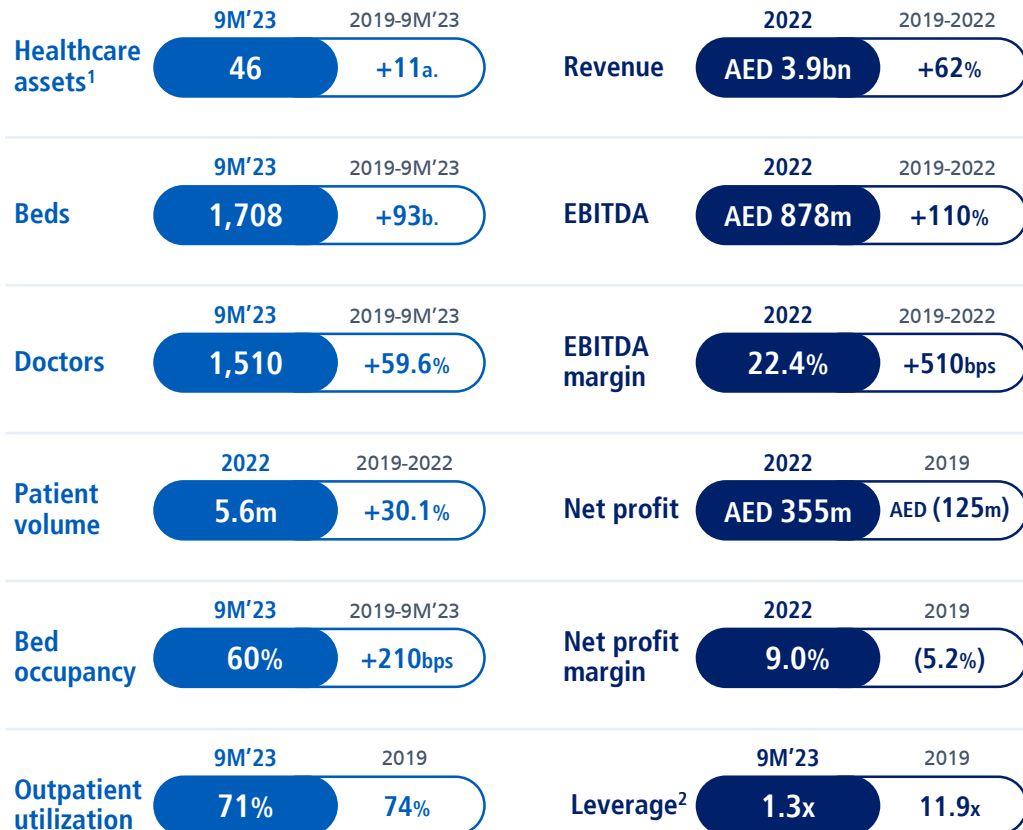 9M’23 2019-9M’23
Healthcare
assets1 46 +11a.
9M’23 2019-9M’23
Beds 1,708 +93b.
9M’23 2019-9M’23
Doctors 1,510 +59.6%
2022 2019-2022
Patient
volume 5.6m +30.1%
9M’23 2019-9M’23
Bed
occupancy 60% +210bps
9M’23 2019
Outpatient
utilization 71% 74%
2022 2019-2022
Revenue AED 3.9bn +62%
2022 2019-2022
EBITDA AED 878m +110%
2022 2019-2022
EBITDA
margin 22.4% +510bps
2022 2019
Net profit AED 355m AED (125m)
2022 2019
Net profit
margin 9.0% (5.2%)
9M’23 2019
Leverage2 1.3x 11.9x